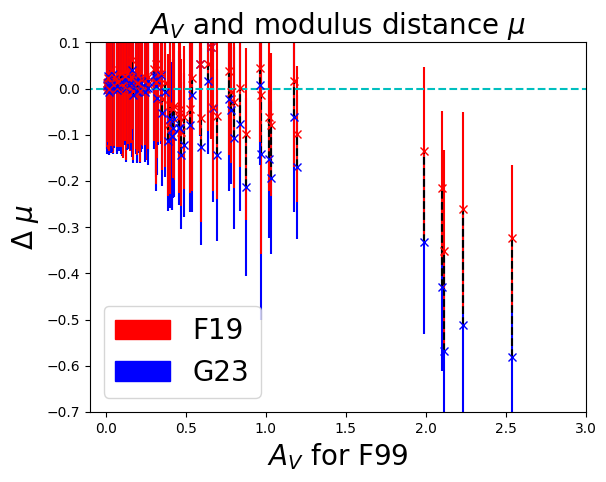 $A_V$ and modulus distance $\mu$
0.1
0.0
−0.1
−0.2
−0.3
−0.4
−0.5
−0.6
−0.7
$\Delta\ \mu$
F19
G23
0.0 0.5 1.0 1.5 2.0 2.5 3.0
$A_V$ for F99